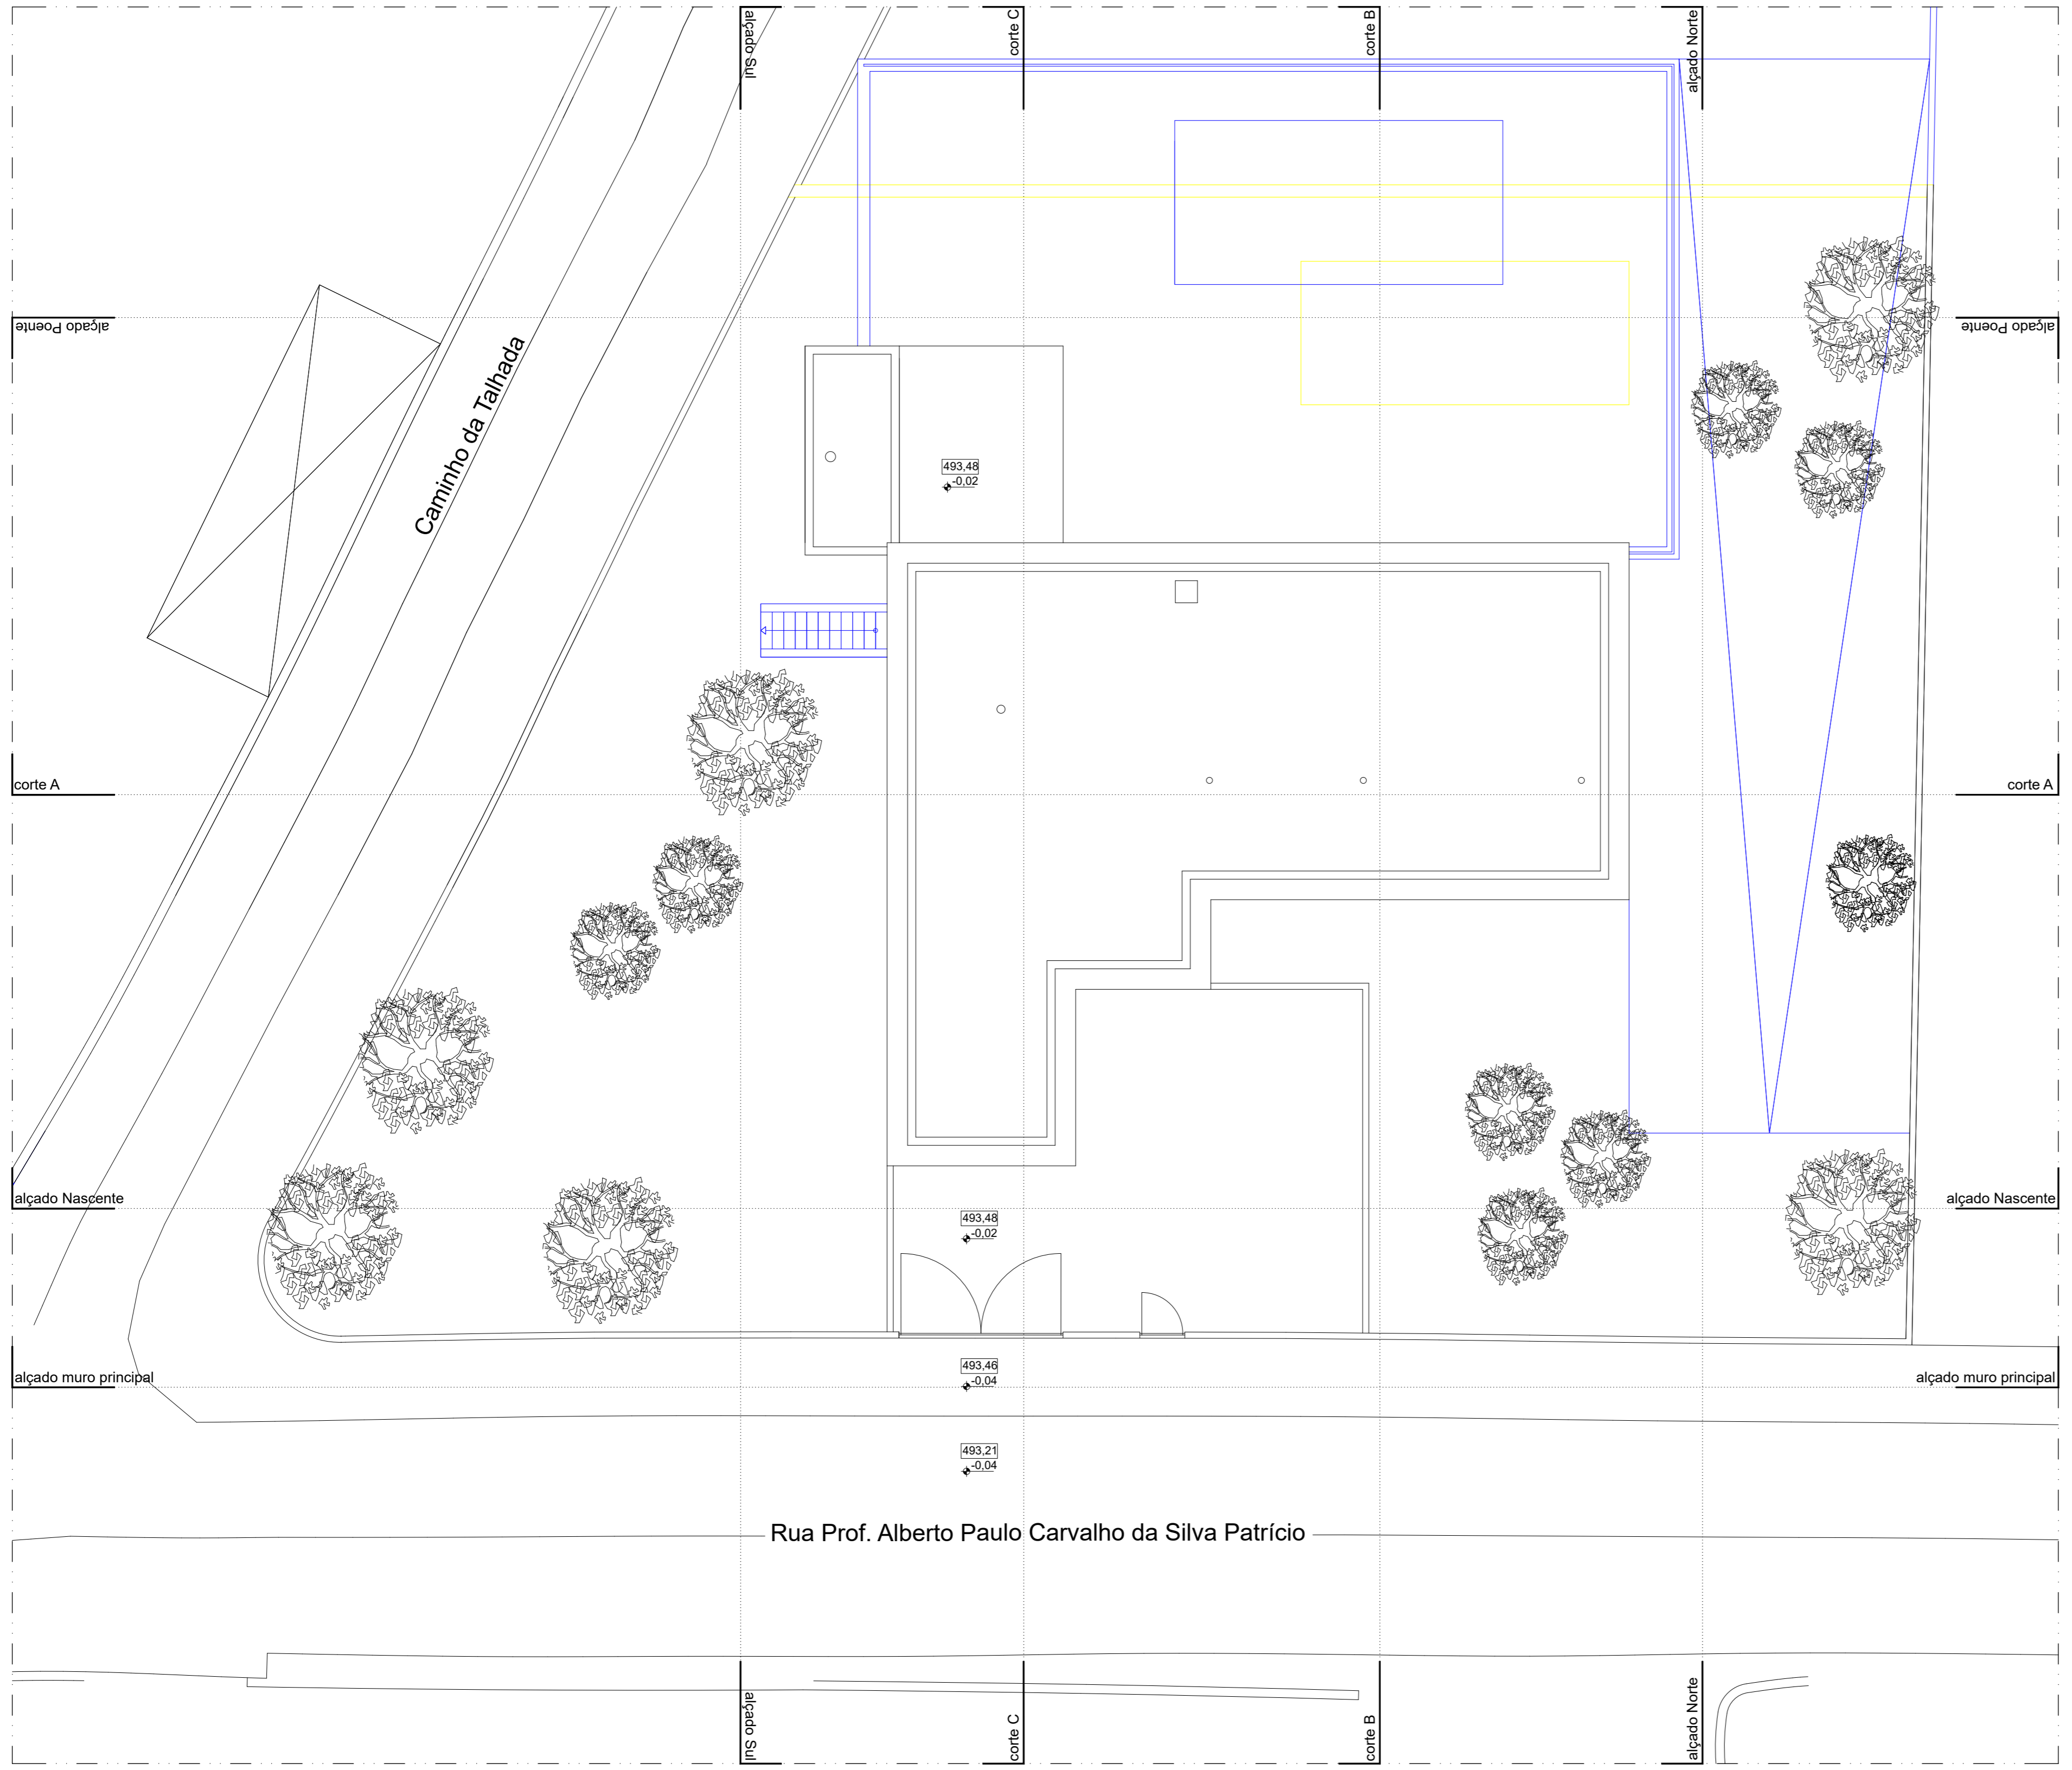 alçado Sul
corte C
corte B
alçado Norte
alçado Poente
alçado Poente
Caminho da Talhada
493,48
-0,02
corte A
corte A
alçado Nascente
alçado Nascente
493,48
-0,02
493,46
-0,04
alçado muro principal
alçado muro principal
493,21
-0,04
Rua Prof. Alberto Paulo Carvalho da Silva Patrício
alçado Sul
corte C
corte B
alçado Norte